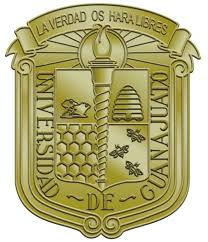 LA VERDAD OS HARA LIBRES
UNIVERSIDAD
DE
GUANAJUATO